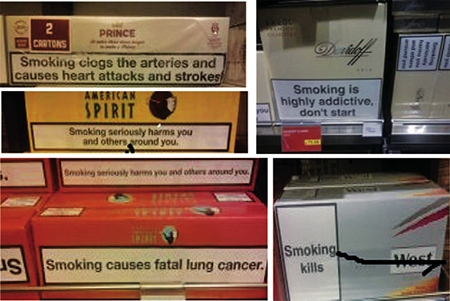 2
CARTONS
PRINCE
Smoking clogs the arteries and
causes heart attacks and strokes
Davidoff
Smoking is
highly addictive,
don't start
AMERICAN
SPIRIT
Smoking seriously harms you
and others around you.
Smoking seriously harms you and others around you.
SPIRIT
Smoking causes fatal lung cancer.
West
Smoking
kills
West